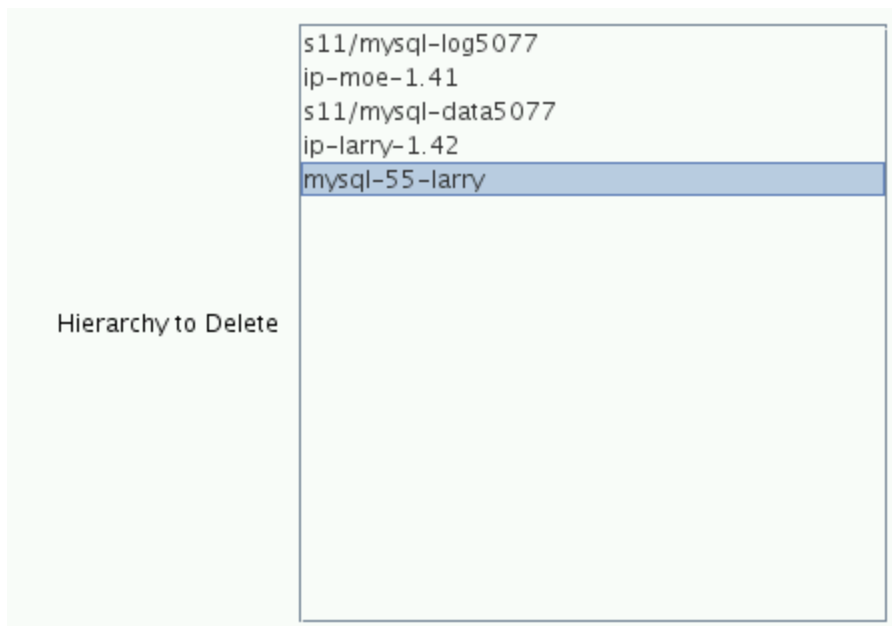 s11/mysql-log5077
ip-moe-1.41
s11/mysql-data5077
ip-larry-1.42
mysql-55-larry
Hierarchy to Delete